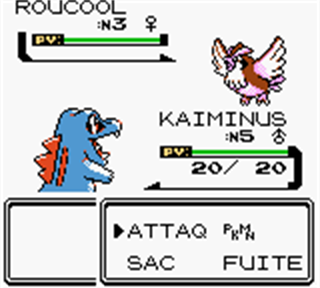 ROUCOOL
:N3 ♀
PV:
KAIMINUS
:N5 ♂
PV:
20/ 20
▶ATTAQ PKMN
SAC FUITE